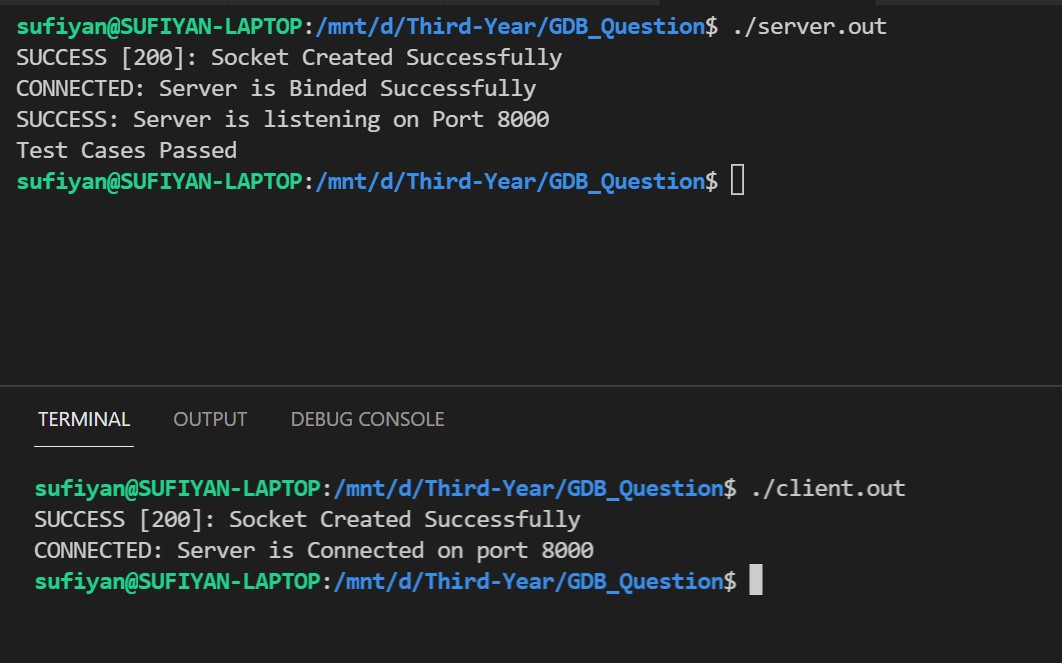 sufiyan@SUFIYAN-LAPTOP:/mnt/d/Third-Year/GDB_Question$ ./server.out
SUCCESS [200]: Socket Created Successfully
CONNECTED: Server is Binded Successfully
SUCCESS: Server is listening on Port 8000
Test Cases Passed
sufiyan@SUFIYAN-LAPTOP:/mnt/d/Third-Year/GDB_Question$
TERMINAL OUTPUT DEBUG CONSOLE
sufiyan@SUFIYAN-LAPTOP:/mnt/d/Third-Year/GDB_Question$ ./client.out
SUCCESS [200]: Socket Created Successfully
CONNECTED: Server is Connected on port 8000
sufiyan@SUFIYAN-LAPTOP:/mnt/d/Third-Year/GDB_Question$